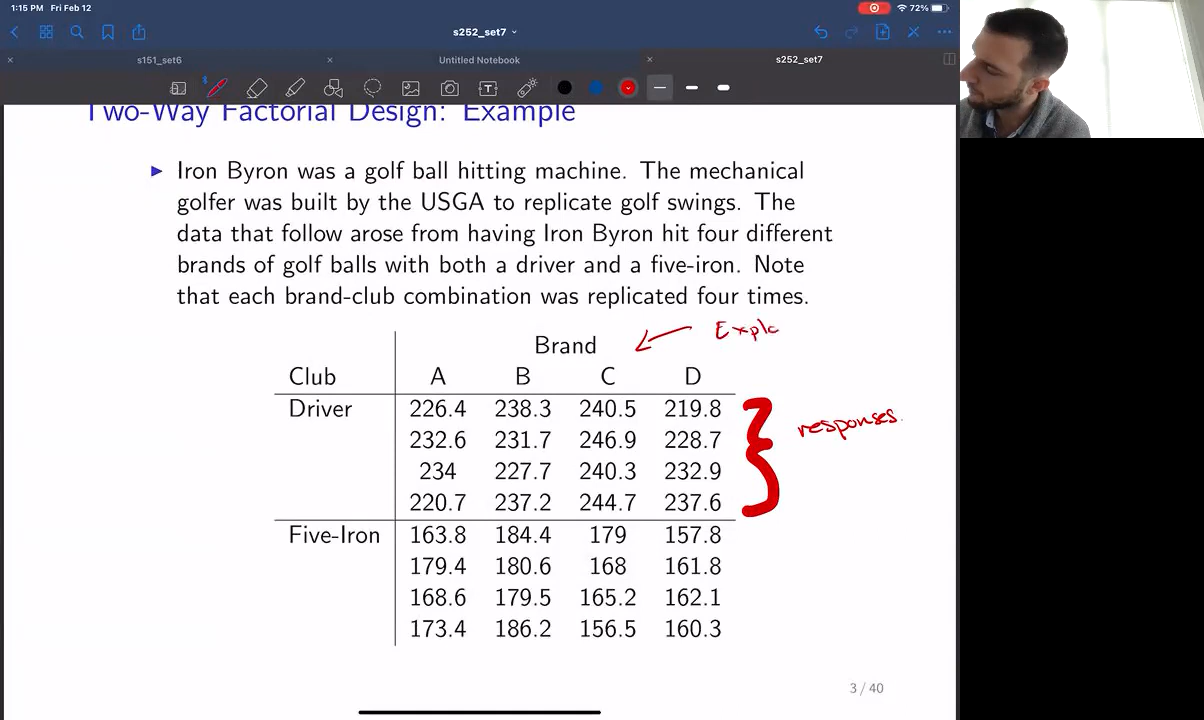 1:15 PM Fri Feb 12
72%
s252_set7
s151_set6
Untitled Notebook
s252_set7
T
Two-Way Factorial Design: Example
Iron Byron was a golf ball hitting machine. The mechanical
golfer was built by the USGA to replicate golf swings. The
data that follow arose from having Iron Byron hit four different
brands of golf balls with both a driver and a five-iron. Note
that each brand-club combination was replicated four times.
Expla
Brand
Club A B C D
Driver 226.4 238.3 240.5 219.8
responses.
232.6 231.7 246.9 228.7
234 227.7 240.3 232.9
220.7 237.2 244.7 237.6
Five-Iron 163.8 184.4 179 157.8
179.4 180.6 168 161.8
168.6 179.5 165.2 162.1
173.4 186.2 156.5 160.3
3 / 40